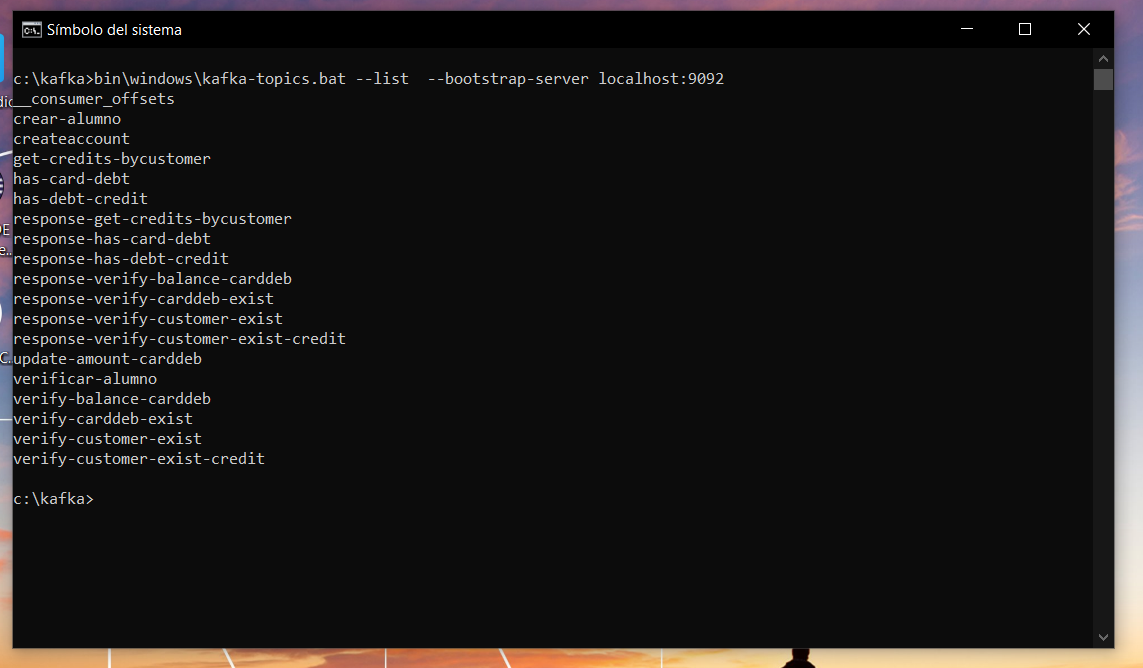 Símbolo del sistema
c:\kafka>bin\windows\kafka-topics.bat --list  --bootstrap-server localhost:9092
__consumer_offsets
crear-alumno
createaccount
get-credits-bycustomer
has-card-debt
has-debt-credit
response-get-credits-bycustomer
response-has-card-debt
response-has-debt-credit
response-verify-balance-carddeb
response-verify-carddeb-exist
response-verify-customer-exist
response-verify-customer-exist-credit
update-amount-carddeb
verificar-alumno
verify-balance-carddeb
verify-carddeb-exist
verify-customer-exist
verify-customer-exist-credit
c:\kafka>